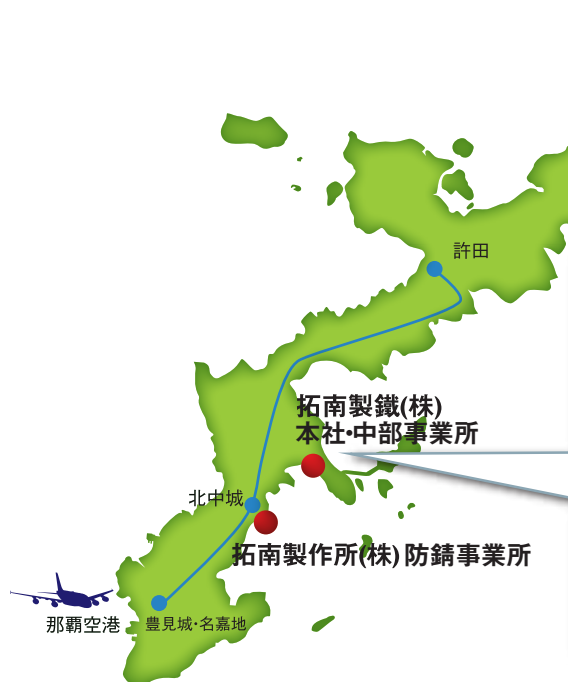 許田
拓南製鐵(株)
本社・中部事業所
北中城
拓南製作所(株) 防錆事業所
那覇空港
豊見城・名嘉地